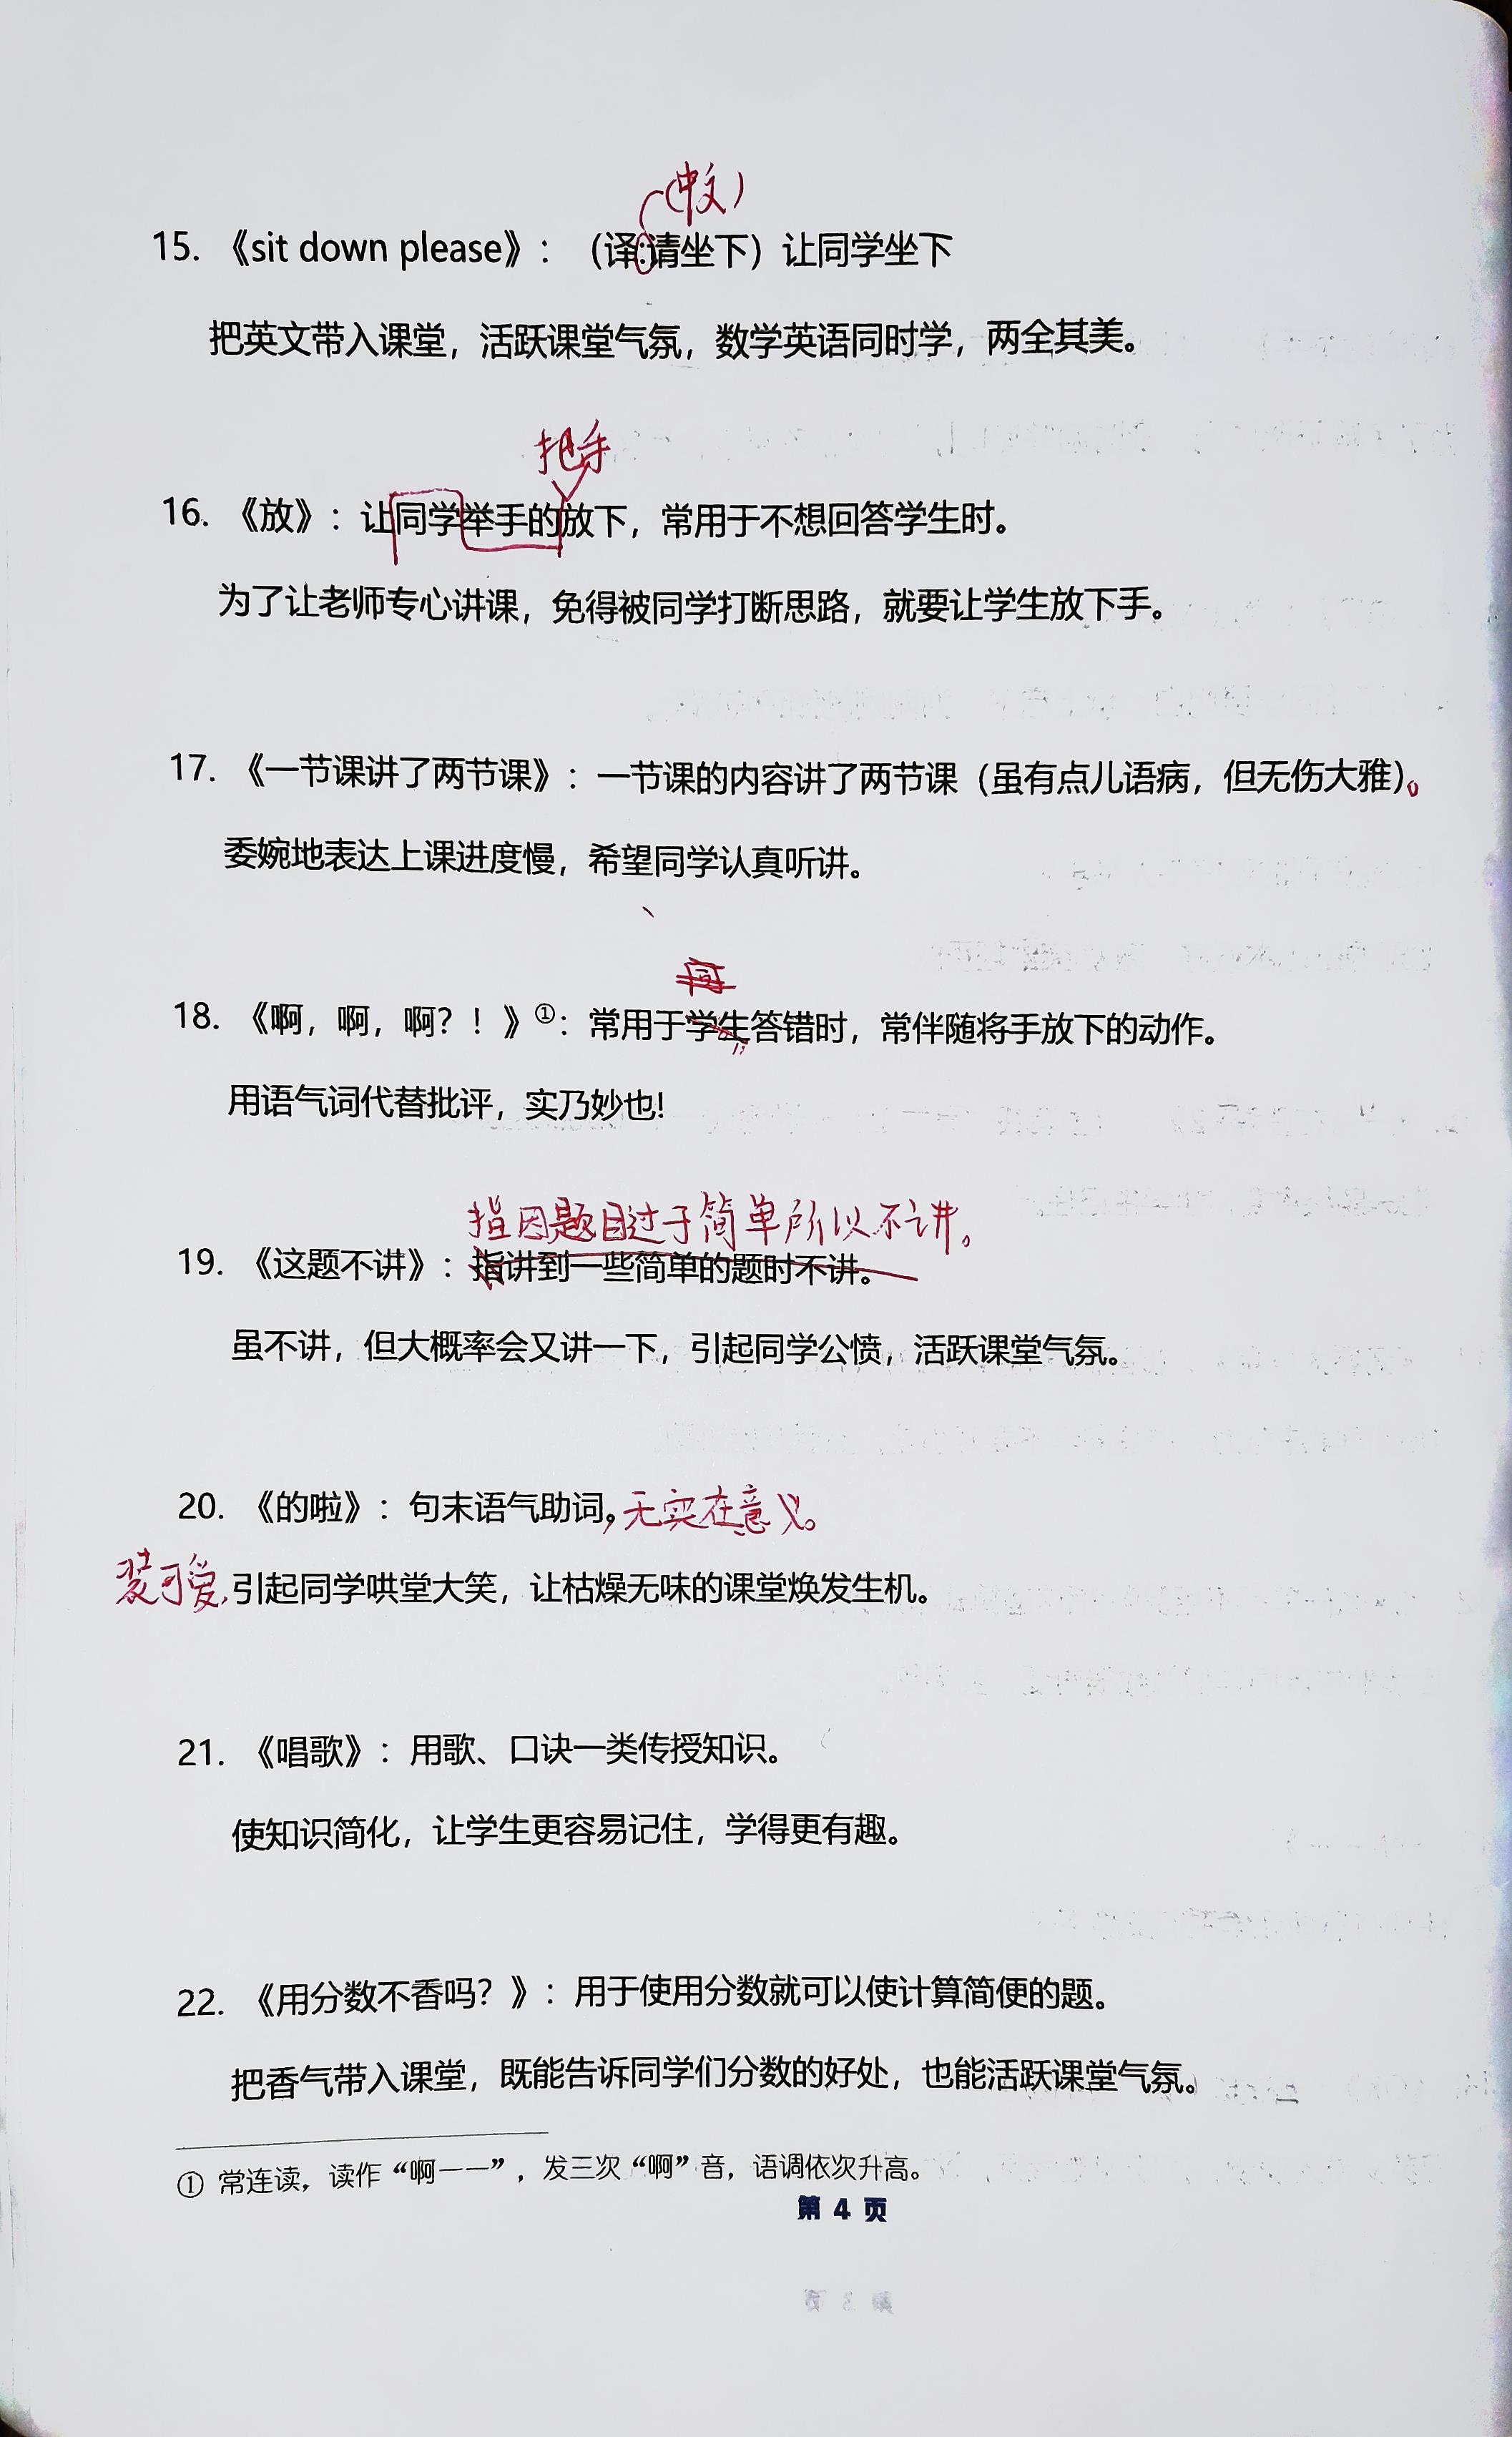 (中文)
15. 《sit down please》: (译:请坐下) 让同学坐下
把英文带入课堂，活跃课堂气氛，数学英语同时学，两全其美。
把手
16. 《放》: 让同学举手的放下，常用于不想回答学生时。
为了让老师专心讲课，免得被同学打断思路，就要让学生放下手。
17. 《一节课讲了两节课》: 一节课的内容讲了两节课（虽有点儿语病，但无伤大雅）。
委婉地表达上课进度慢，希望同学认真听讲。
18. 《啊，啊，啊？！》①: 常用于学生答错时，常伴随将手放下的动作。
用语气词代替批评，实乃妙也!
指因题目过于简单所以不讲。
19. 《这题不讲》: 指讲到一些简单的题时不讲。
虽不讲，但大概率会又讲一下，引起同学公愤，活跃课堂气氛。
20. 《的啦》: 句末语气助词，无实在意义。
装可爱，引起同学哄堂大笑，让枯燥无味的课堂焕发生机。
21. 《唱歌》: 用歌、口诀一类传授知识。
使知识简化，让学生更容易记住，学得更有趣。
22. 《用分数不香吗？》: 用于使用分数就可以使计算简便的题。
把香气带入课堂，既能告诉同学们分数的好处，也能活跃课堂气氛。
① 常连读，读作“啊一一”，发三次“啊”音，语调依次升高。
第 4 页